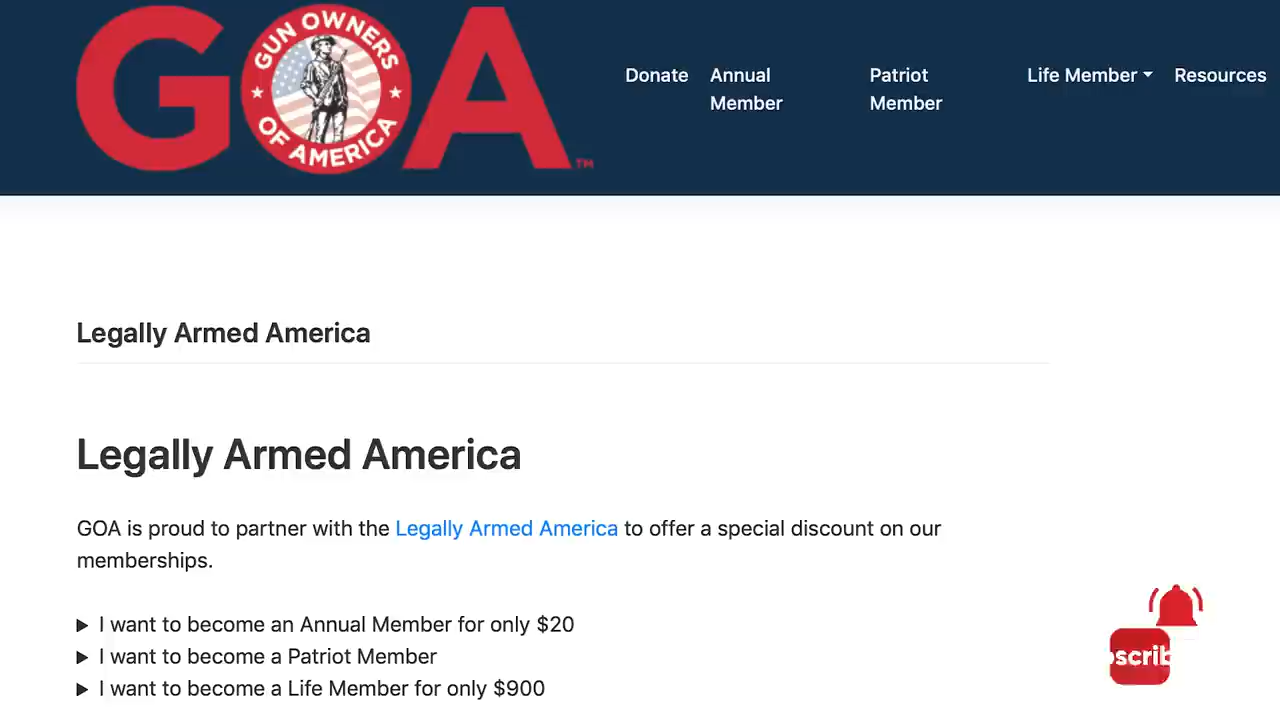 GOA
GUN OWNERS
OF AMERICA
TM
Donate
Annual
Member
Patriot
Member
Life Member
Resources
Legally Armed America
Legally Armed America
GOA is proud to partner with the Legally Armed America to offer a special discount on our
memberships.
I want to become an Annual Member for only $20
I want to become a Patriot Member
I want to become a Life Member for only $900